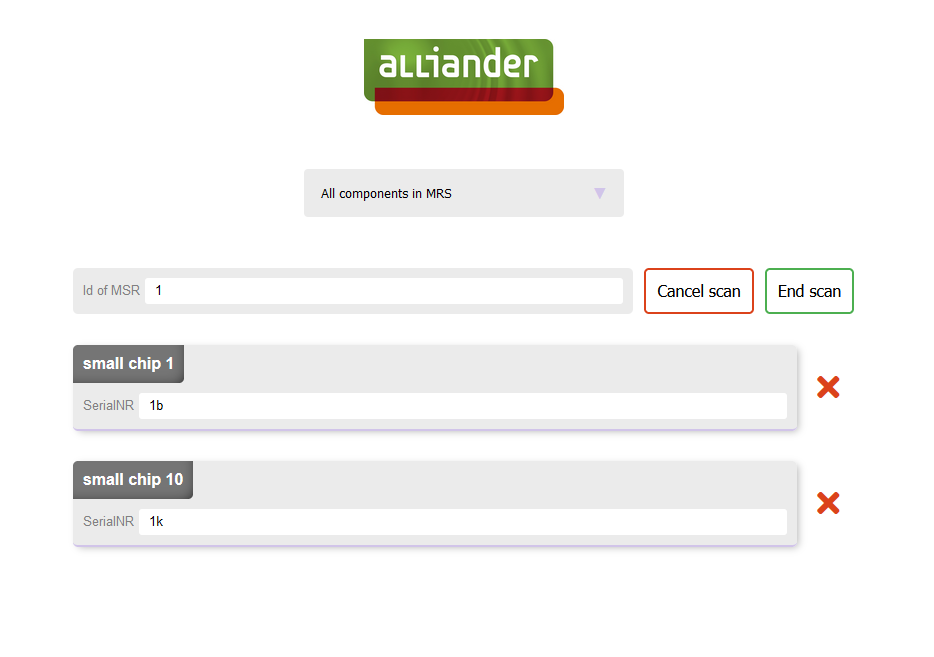 alliander
All components in MRS
Id of MSR 1 Cancel scan End scan
small chip 1
SerialNR 1b
small chip 10
SerialNR 1k